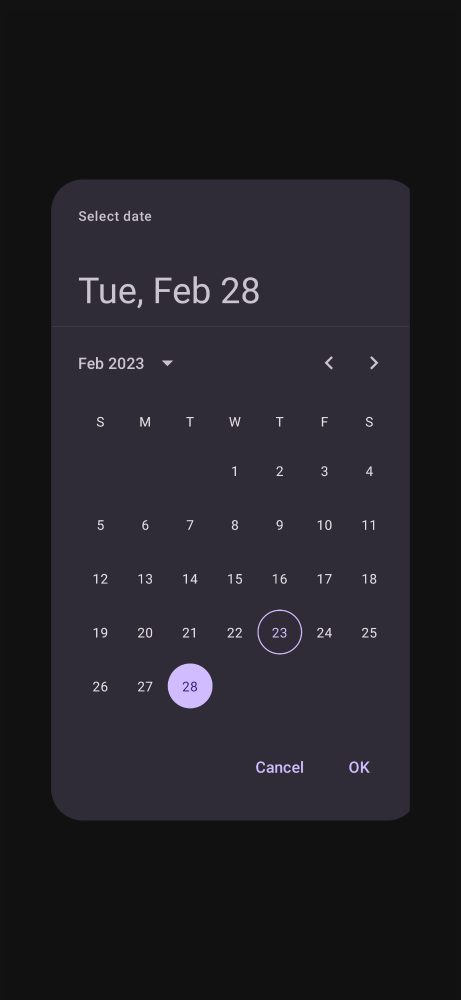 Select date
Tue, Feb 28
Feb 2023
S M T W T F S
1 2 3 4
5 6 7 8 9 10 11
12 13 14 15 16 17 18
19 20 21 22 23 24 25
26 27 28
Cancel OK